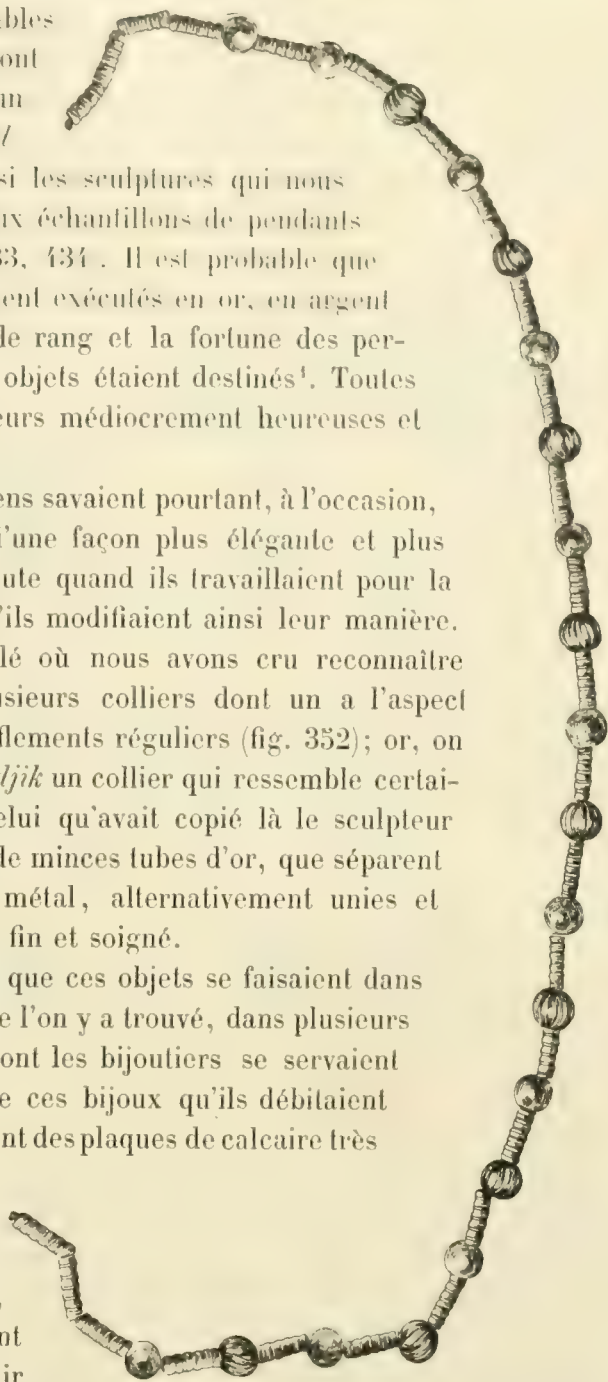 ont
si les sculptures qui nous
ux échantillons de pendants
33, 434 . Il est probable que
ent exécutés en or, en argent
le rang et la fortune des per-
objets étaient destinés¹. Toutes
eurs médiocrement heureuses et
ens savaient pourtant, à l'occasion,
l'une façon plus élégante et plus
ute quand ils travaillaient pour la
'ils modifiaient ainsi leur manière.
lé où nous avons cru reconnaître
usieurs colliers dont un a l'aspect
flements réguliers (fig. 352); or, on
ljik un collier qui ressemble certai-
elui qu'avait copié là le sculpteur
le minces tubes d'or, que séparent
métal, alternativement unies et
fin et soigné.
que ces objets se faisaient dans
e l'on y a trouvé, dans plusieurs
ont les bijoutiers se servaient
e ces bijoux qu'ils débitaient
nt des plaques de calcaire très
nt
ir